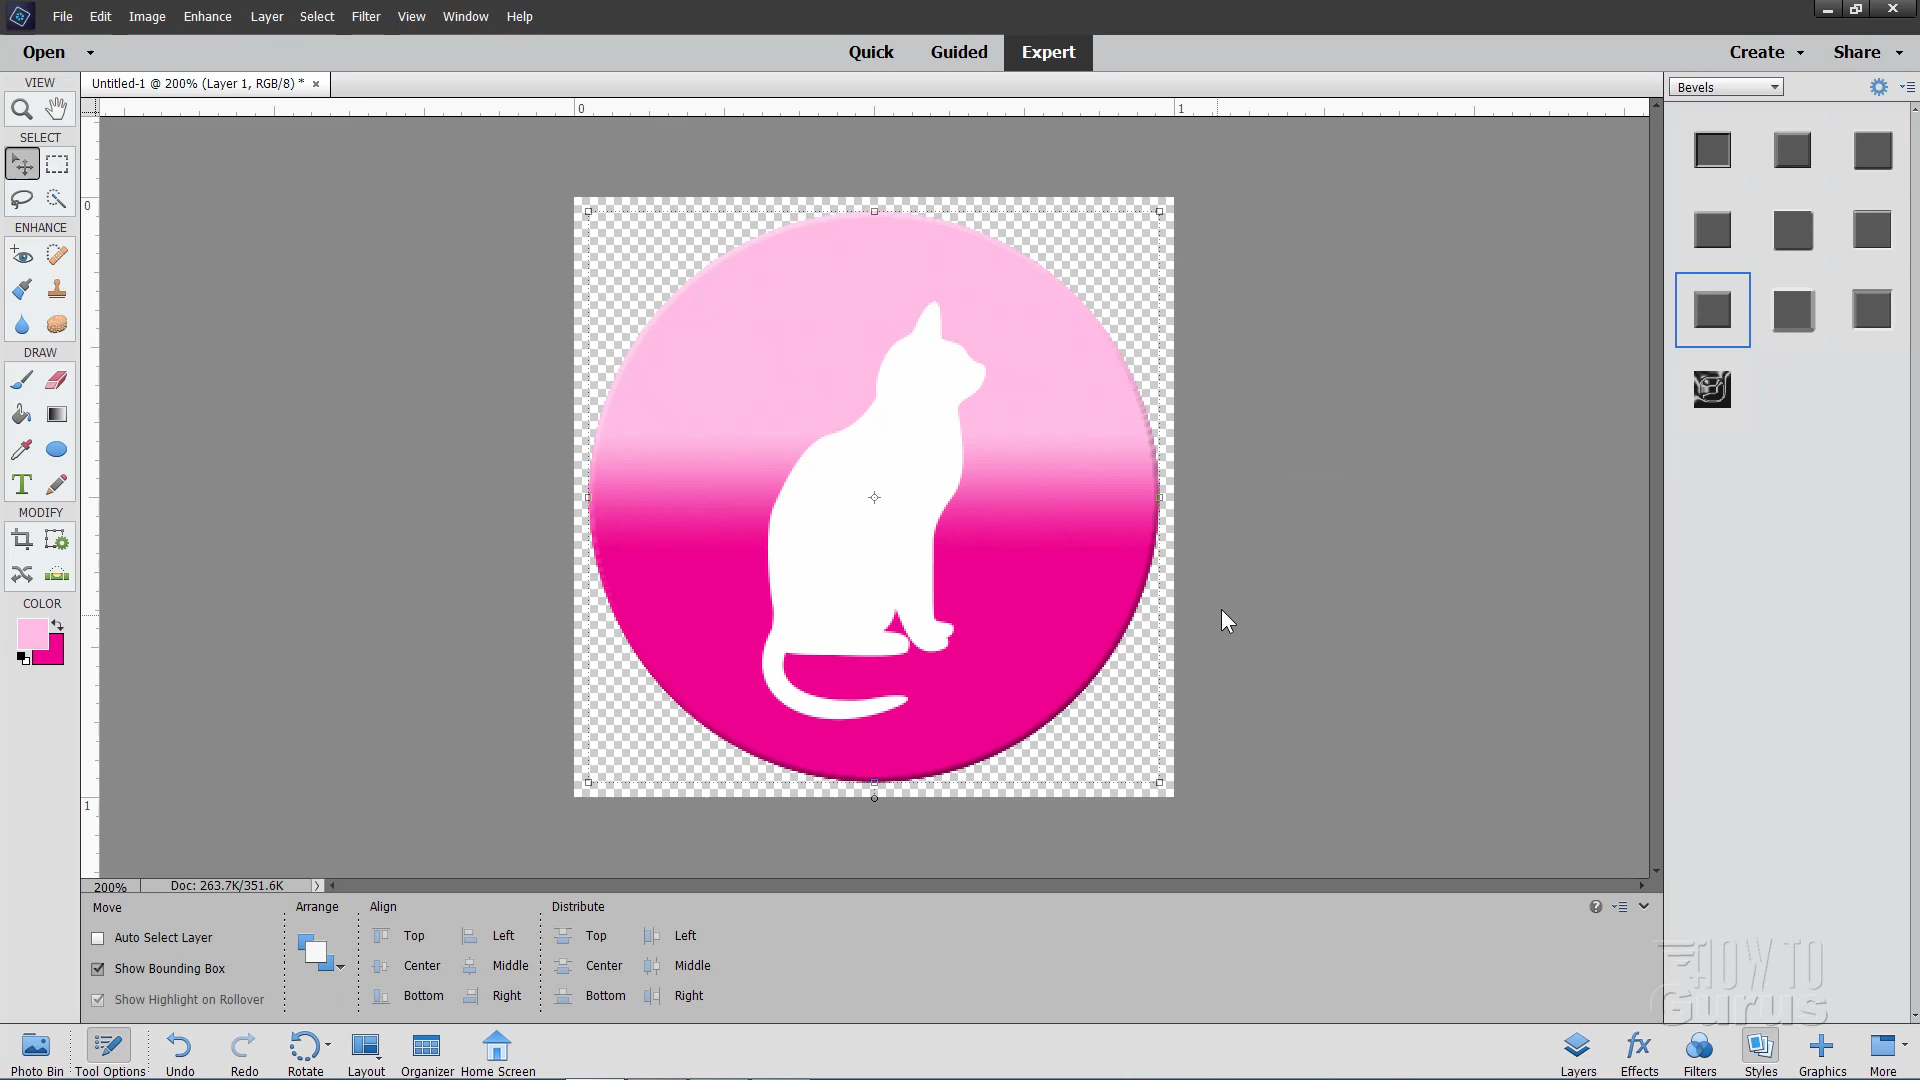 File Edit Image Enhance Layer Select Filter View Window Help
Open Quick Guided Expert Create Share
VIEW
Untitled-1 @ 200% (Layer 1, RGB/8) * ×
Bevels
0 1
SELECT
0
ENHANCE
DRAW
T
MODIFY
COLOR
1
200% Doc: 263.7K/351.6K
Move Arrange Align Distribute
Auto Select Layer Top Left Top Left
Show Bounding Box Center Middle Center Middle
Show Highlight on Rollover Bottom Right Bottom Right
HOW TO
Gurus
fx
Photo Bin Tool Options Undo Redo Rotate Layout Organizer Home Screen Layers Effects Filters Styles Graphics More